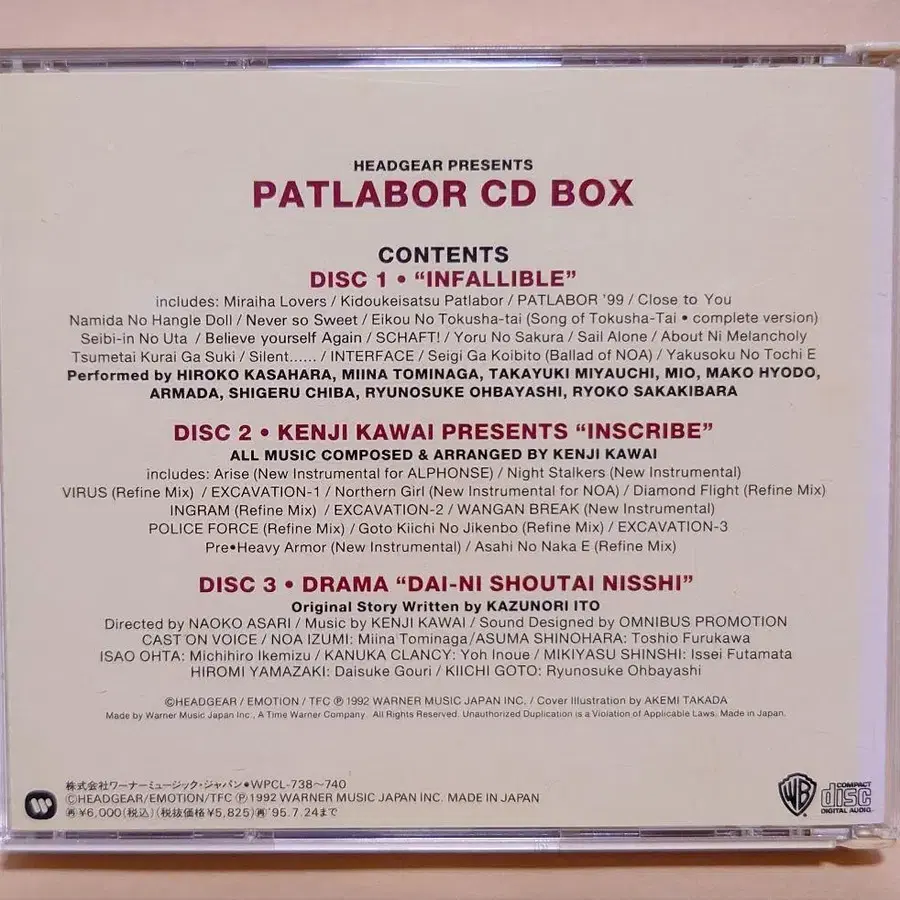 HEADGEAR PRESENTS
PATLABOR CD BOX
CONTENTS
DISC 1 • “INFALLIBLE”
includes: Miraiha Lovers / Kidoukeisatsu Patlabor / PATLABOR '99 / Close to You
Namida No Hangle Doll / Never so Sweet / Eikou No Tokusha-tai (Song of Tokusha-Tai • complete version)
Seibi-in No Uta / Believe yourself Again / SCHAFT! / Yoru No Sakura / Sail Alone / About Ni Melancholy
Tsumetai Kurai Ga Suki / Silent...... / INTERFACE / Seigi Ga Koibito (Ballad of NOA) / Yakusoku No Tochi E
Performed by HIROKO KASAHARA, MIINA TOMINAGA, TAKAYUKI MIYAUCHI, MIO, MAKO HYODO,
ARMADA, SHIGERU CHIBA, RYUNOSUKE OHBAYASHI, RYOKO SAKAKIBARA
DISC 2 • KENJI KAWAI PRESENTS “INSCRIBE”
ALL MUSIC COMPOSED & ARRANGED BY KENJI KAWAI
includes: Arise (New Instrumental for ALPHONSE) / Night Stalkers (New Instrumental)
VIRUS (Refine Mix) / EXCAVATION-1 / Northern Girl (New Instrumental for NOA) / Diamond Flight (Refine Mix)
INGRAM (Refine Mix) / EXCAVATION-2 / WANGAN BREAK (New Instrumental)
POLICE FORCE (Refine Mix) / Goto Kiichi No Jikenbo (Refine Mix) / EXCAVATION-3
Pre•Heavy Armor (New Instrumental) / Asahi No Naka E (Refine Mix)
DISC 3 • DRAMA “DAI-NI SHOUTAI NISSHI”
Original Story Written by KAZUNORI ITO
Directed by NAOKO ASARI / Music by KENJI KAWAI / Sound Designed by OMNIBUS PROMOTION
CAST ON VOICE / NOA IZUMI: Miina Tominaga/ASUMA SHINOHARA: Toshio Furukawa
ISAO OHTA: Michihiro Ikemizu / KANUKA CLANCY: Yoh Inoue / MIKIYASU SHINSHI: Issei Futamata
HIROMI YAMAZAKI: Daisuke Gouri / KIICHI GOTO: Ryunosuke Ohbayashi
©HEADGEAR / EMOTION / TFC ℗ 1992 WARNER MUSIC JAPAN INC. / Cover Illustration by AKEMI TAKADA
Made by Warner Music Japan Inc., A Time Warner Company All Rights Reserved. Unauthorized Duplication is a Violation of Applicable Laws. Made in Japan.
株式会社ワーナーミュージック・ジャパン●WPCL-738〜740
©HEADGEAR/EMOTION/TFC ℗ 1992 WARNER MUSIC JAPAN INC. MADE IN JAPAN
㊢¥6,000(税込)(税抜価格¥5,825)㊢'95.7.24まで
WB
COMPACT
disc
DIGITAL AUDIO